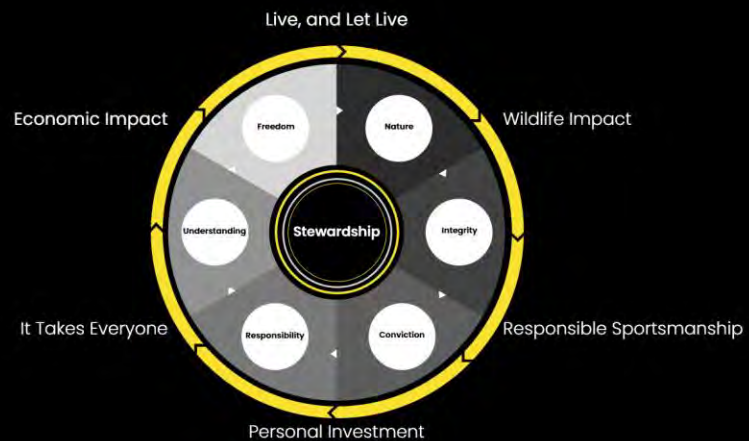 Live, and Let Live
Economic Impact
Freedom
Nature
Wildlife Impact
Understanding
Stewardship
Integrity
It Takes Everyone
Responsibility
Conviction
Responsible Sportsmanship
Personal Investment